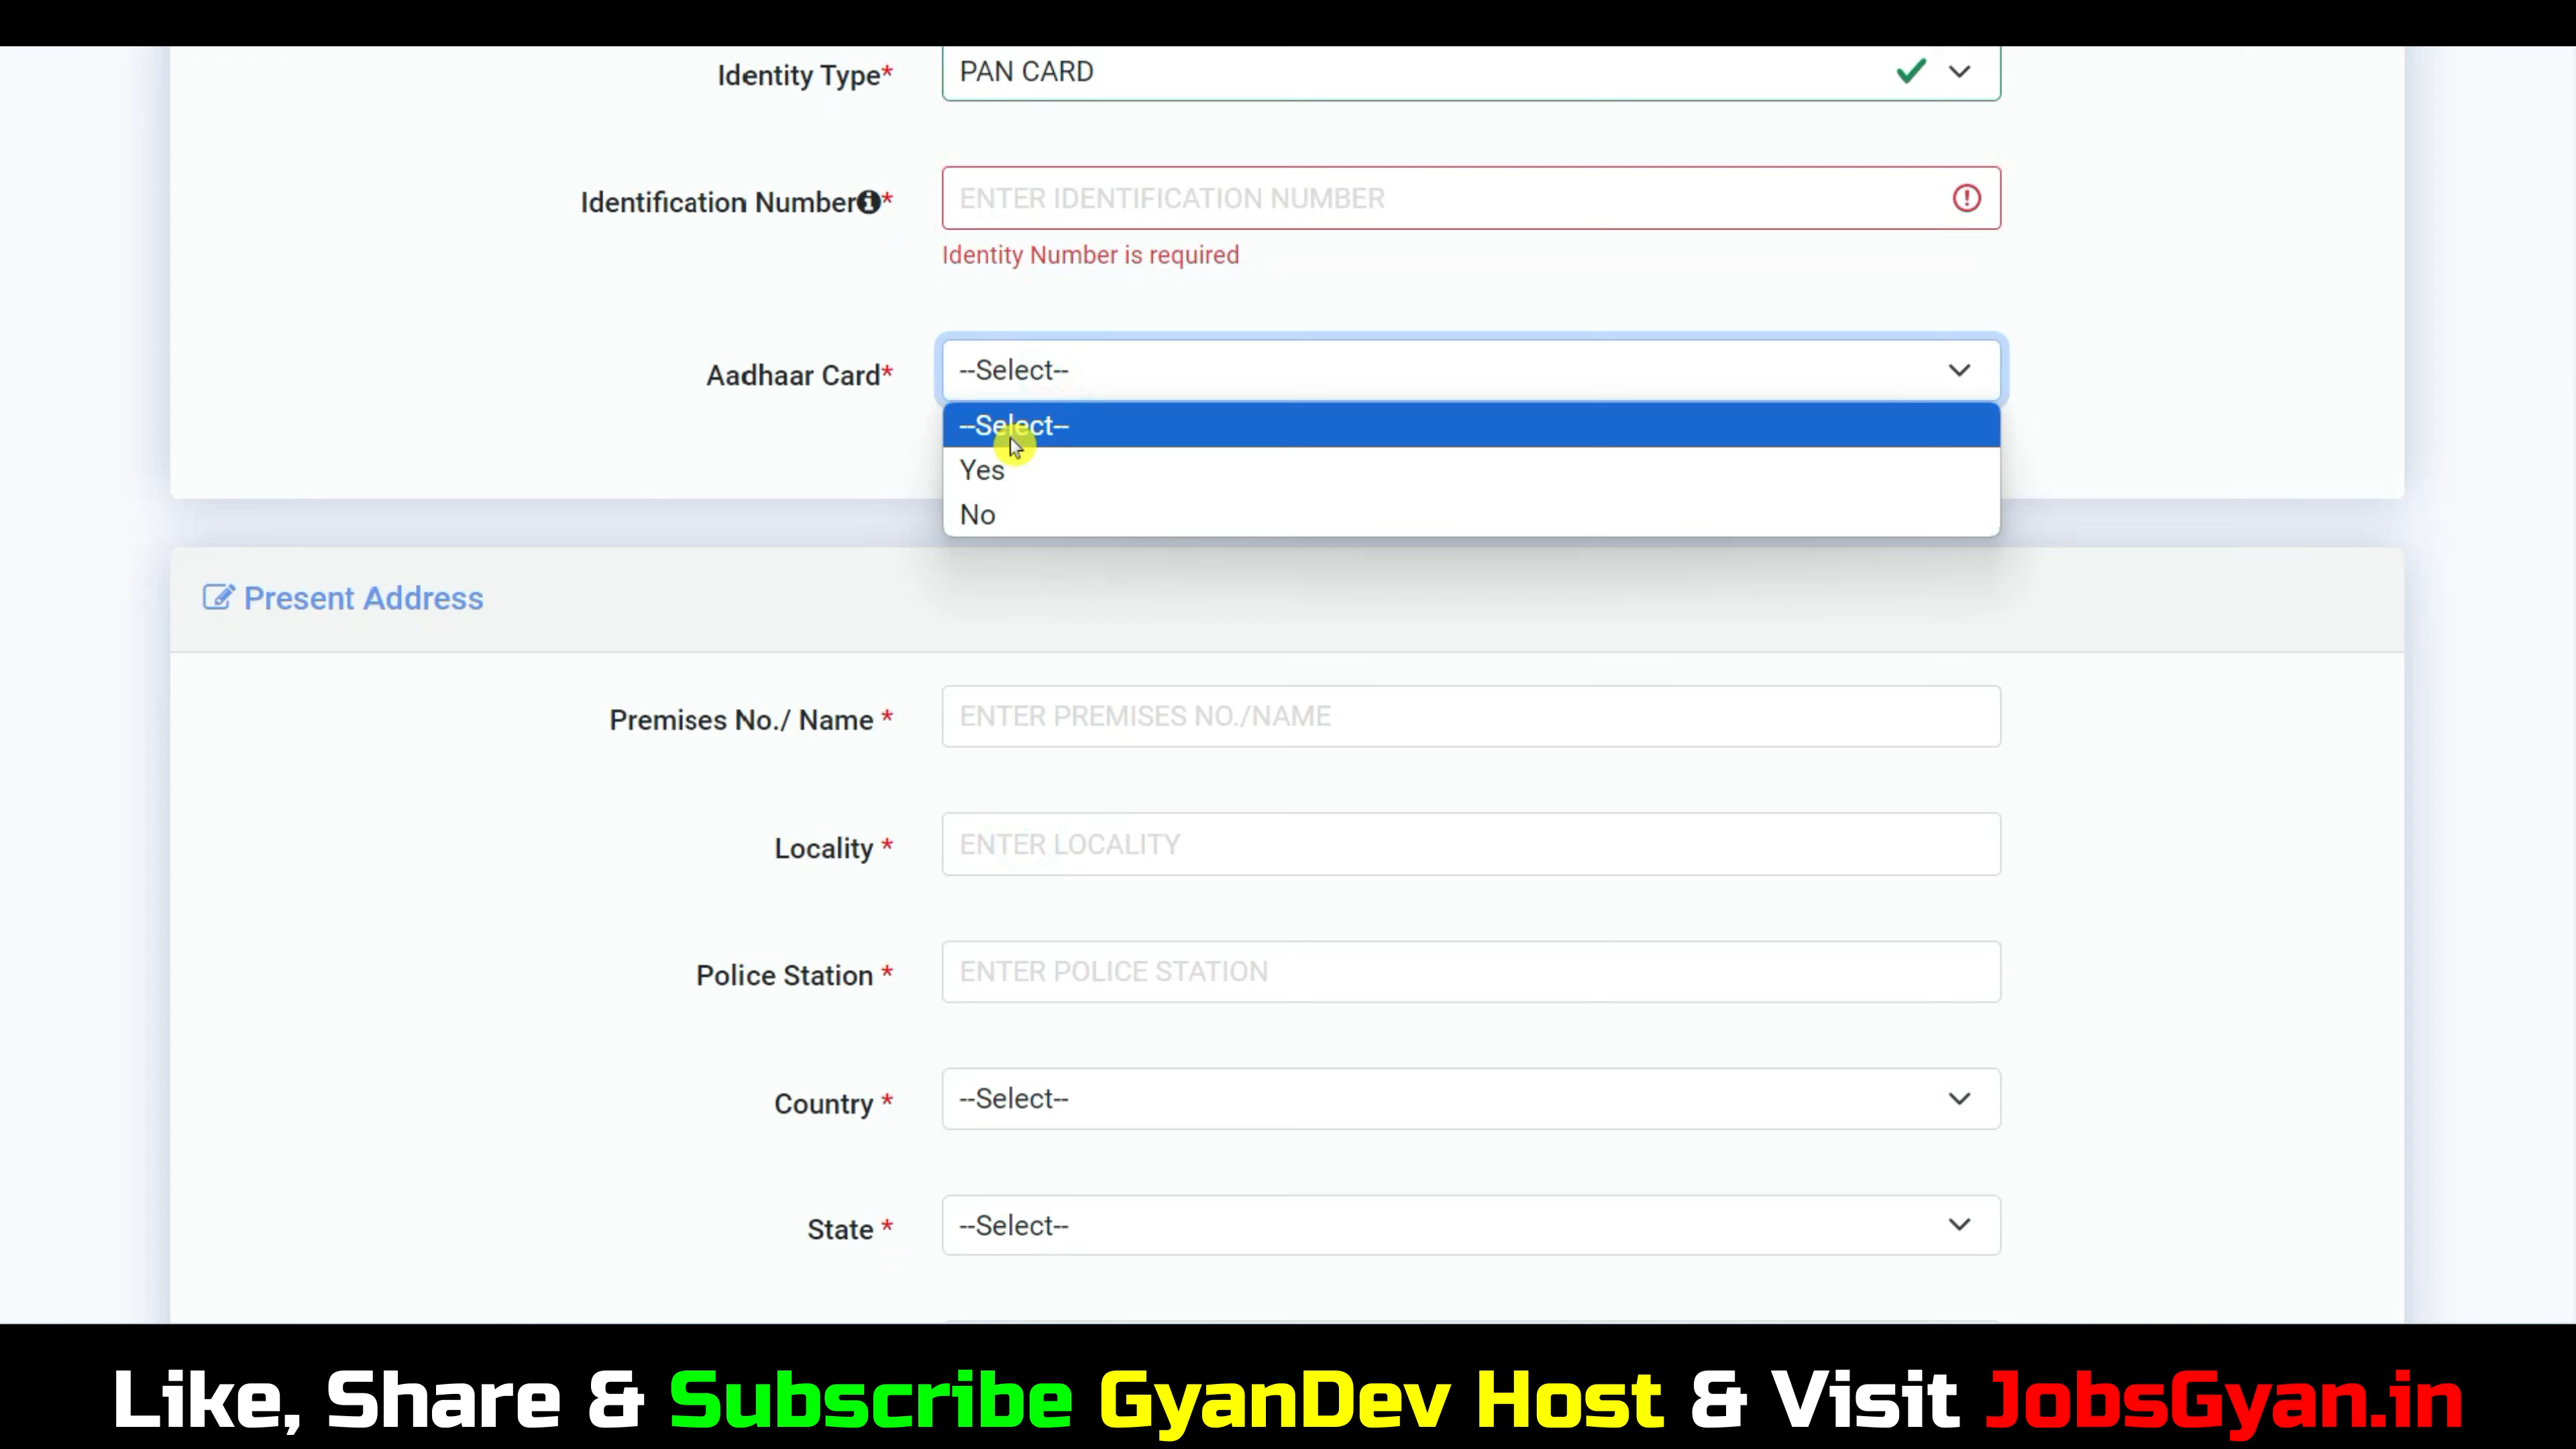 Identity Type* PAN CARD
Identification Number* ENTER IDENTIFICATION NUMBER
Identity Number is required
Aadhaar Card* --Select--
--Select--
Yes
No
Present Address
Premises No./ Name * ENTER PREMISES NO./NAME
Locality * ENTER LOCALITY
Police Station * ENTER POLICE STATION
Country * --Select--
State * --Select--
Like, Share & Subscribe GyanDev Host & Visit JobsGyan.in